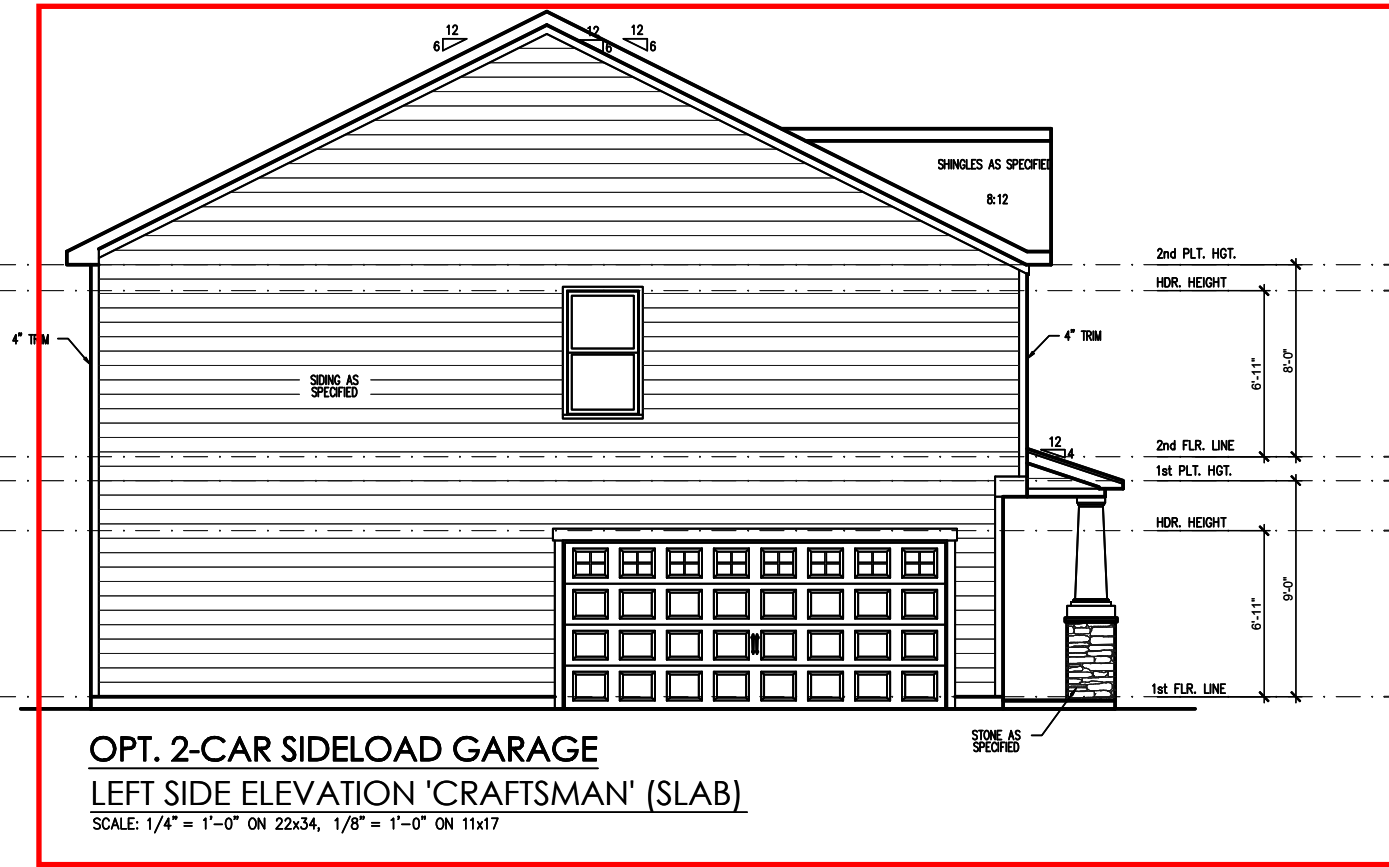 12
6
12
6
12
6
SHINGLES AS SPECIFIED
8:12
2nd PLT. HGT.
HDR. HEIGHT
4" TRIM
4" TRIM
6'-11"
8'-0"
SIDING AS
SPECIFIED
12
4
2nd FLR. LINE
1st PLT. HGT.
HDR. HEIGHT
6'-11"
9'-0"
1st FLR. LINE
STONE AS
SPECIFIED
OPT. 2-CAR SIDELOAD GARAGE
LEFT SIDE ELEVATION 'CRAFTSMAN' (SLAB)
SCALE: 1/4" = 1'-0" ON 22x34, 1/8" = 1'-0" ON 11x17